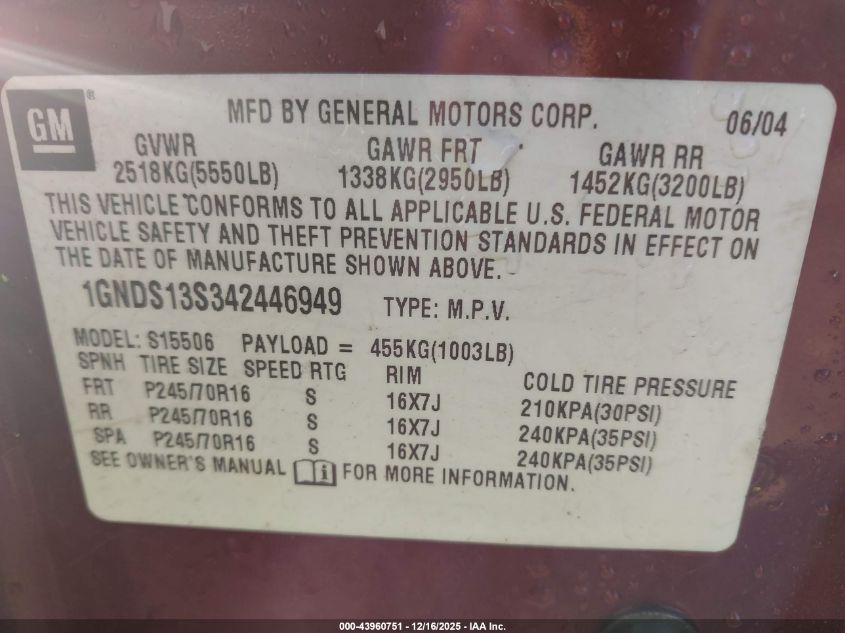 GM ®
MFD BY GENERAL MOTORS CORP. 06/04
GVWR GAWR FRT GAWR RR
2518KG(5550LB) 1338KG(2950LB) 1452KG(3200LB)
THIS VEHICLE CONFORMS TO ALL APPLICABLE U.S. FEDERAL MOTOR
VEHICLE SAFETY AND THEFT PREVENTION STANDARDS IN EFFECT ON
THE DATE OF MANUFACTURE SHOWN ABOVE.
1GNDS13S342446949 TYPE: M.P.V.
MODEL: S15506 PAYLOAD = 455KG(1003LB)
SPNH TIRE SIZE SPEED RTG RIM COLD TIRE PRESSURE
FRT P245/70R16 S 16X7J 210KPA(30PSI)
RR P245/70R16 S 16X7J 240KPA(35PSI)
SPA P245/70R16 S 16X7J 240KPA(35PSI)
SEE OWNER'S MANUAL i FOR MORE INFORMATION.
000-43960751 - 12/16/2025 - IAA Inc.